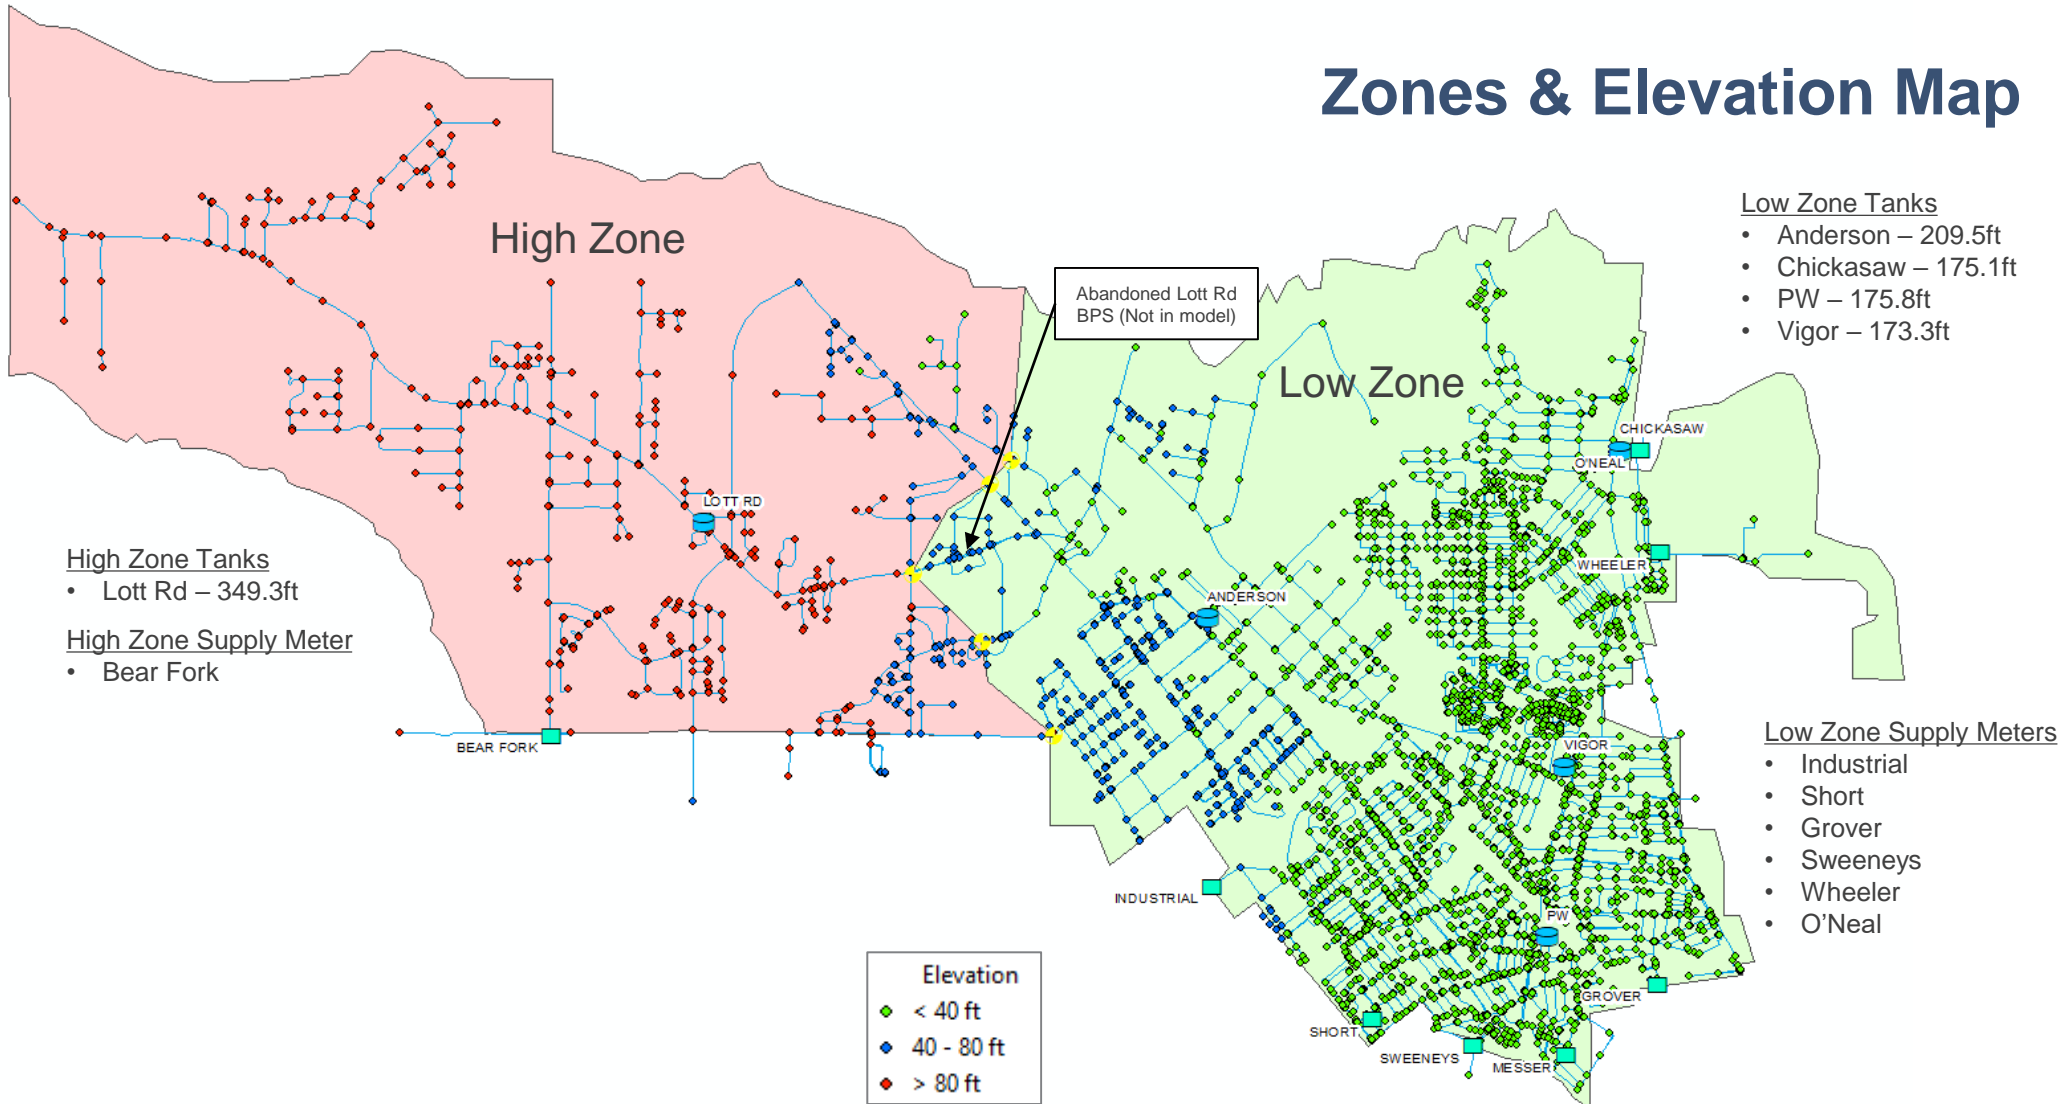 Zones & Elevation Map
High Zone
Low Zone
Abandoned Lott Rd
BPS (Not in model)
Low Zone Tanks
• Anderson – 209.5ft
• Chickasaw – 175.1ft
• PW – 175.8ft
• Vigor – 173.3ft
CHICKASAW
O'NEAL
LOTT RD
WHEELER
High Zone Tanks
• Lott Rd – 349.3ft
High Zone Supply Meter
• Bear Fork
ANDERSON
BEAR FORK
VIGOR
Low Zone Supply Meters
• Industrial
• Short
• Grover
• Sweeneys
• Wheeler
• O'Neal
INDUSTRIAL
PW
GROVER
SHORT
SWEENEYS
MESSER
Elevation
< 40 ft
40 - 80 ft
> 80 ft